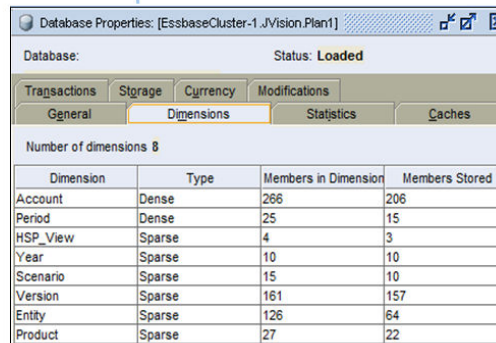 Database Properties: [EssbaseCluster-1.JVision.Plan1]
Database: Status: Loaded
Transactions Storage Currency Modifications
General Dimensions Statistics Caches
Number of dimensions 8
Dimension Type Members in Dimension Members Stored
Account Dense 266 206
Period Dense 25 15
HSP_View Sparse 4 3
Year Sparse 10 10
Scenario Sparse 15 10
Version Sparse 161 157
Entity Sparse 126 64
Product Sparse 27 22